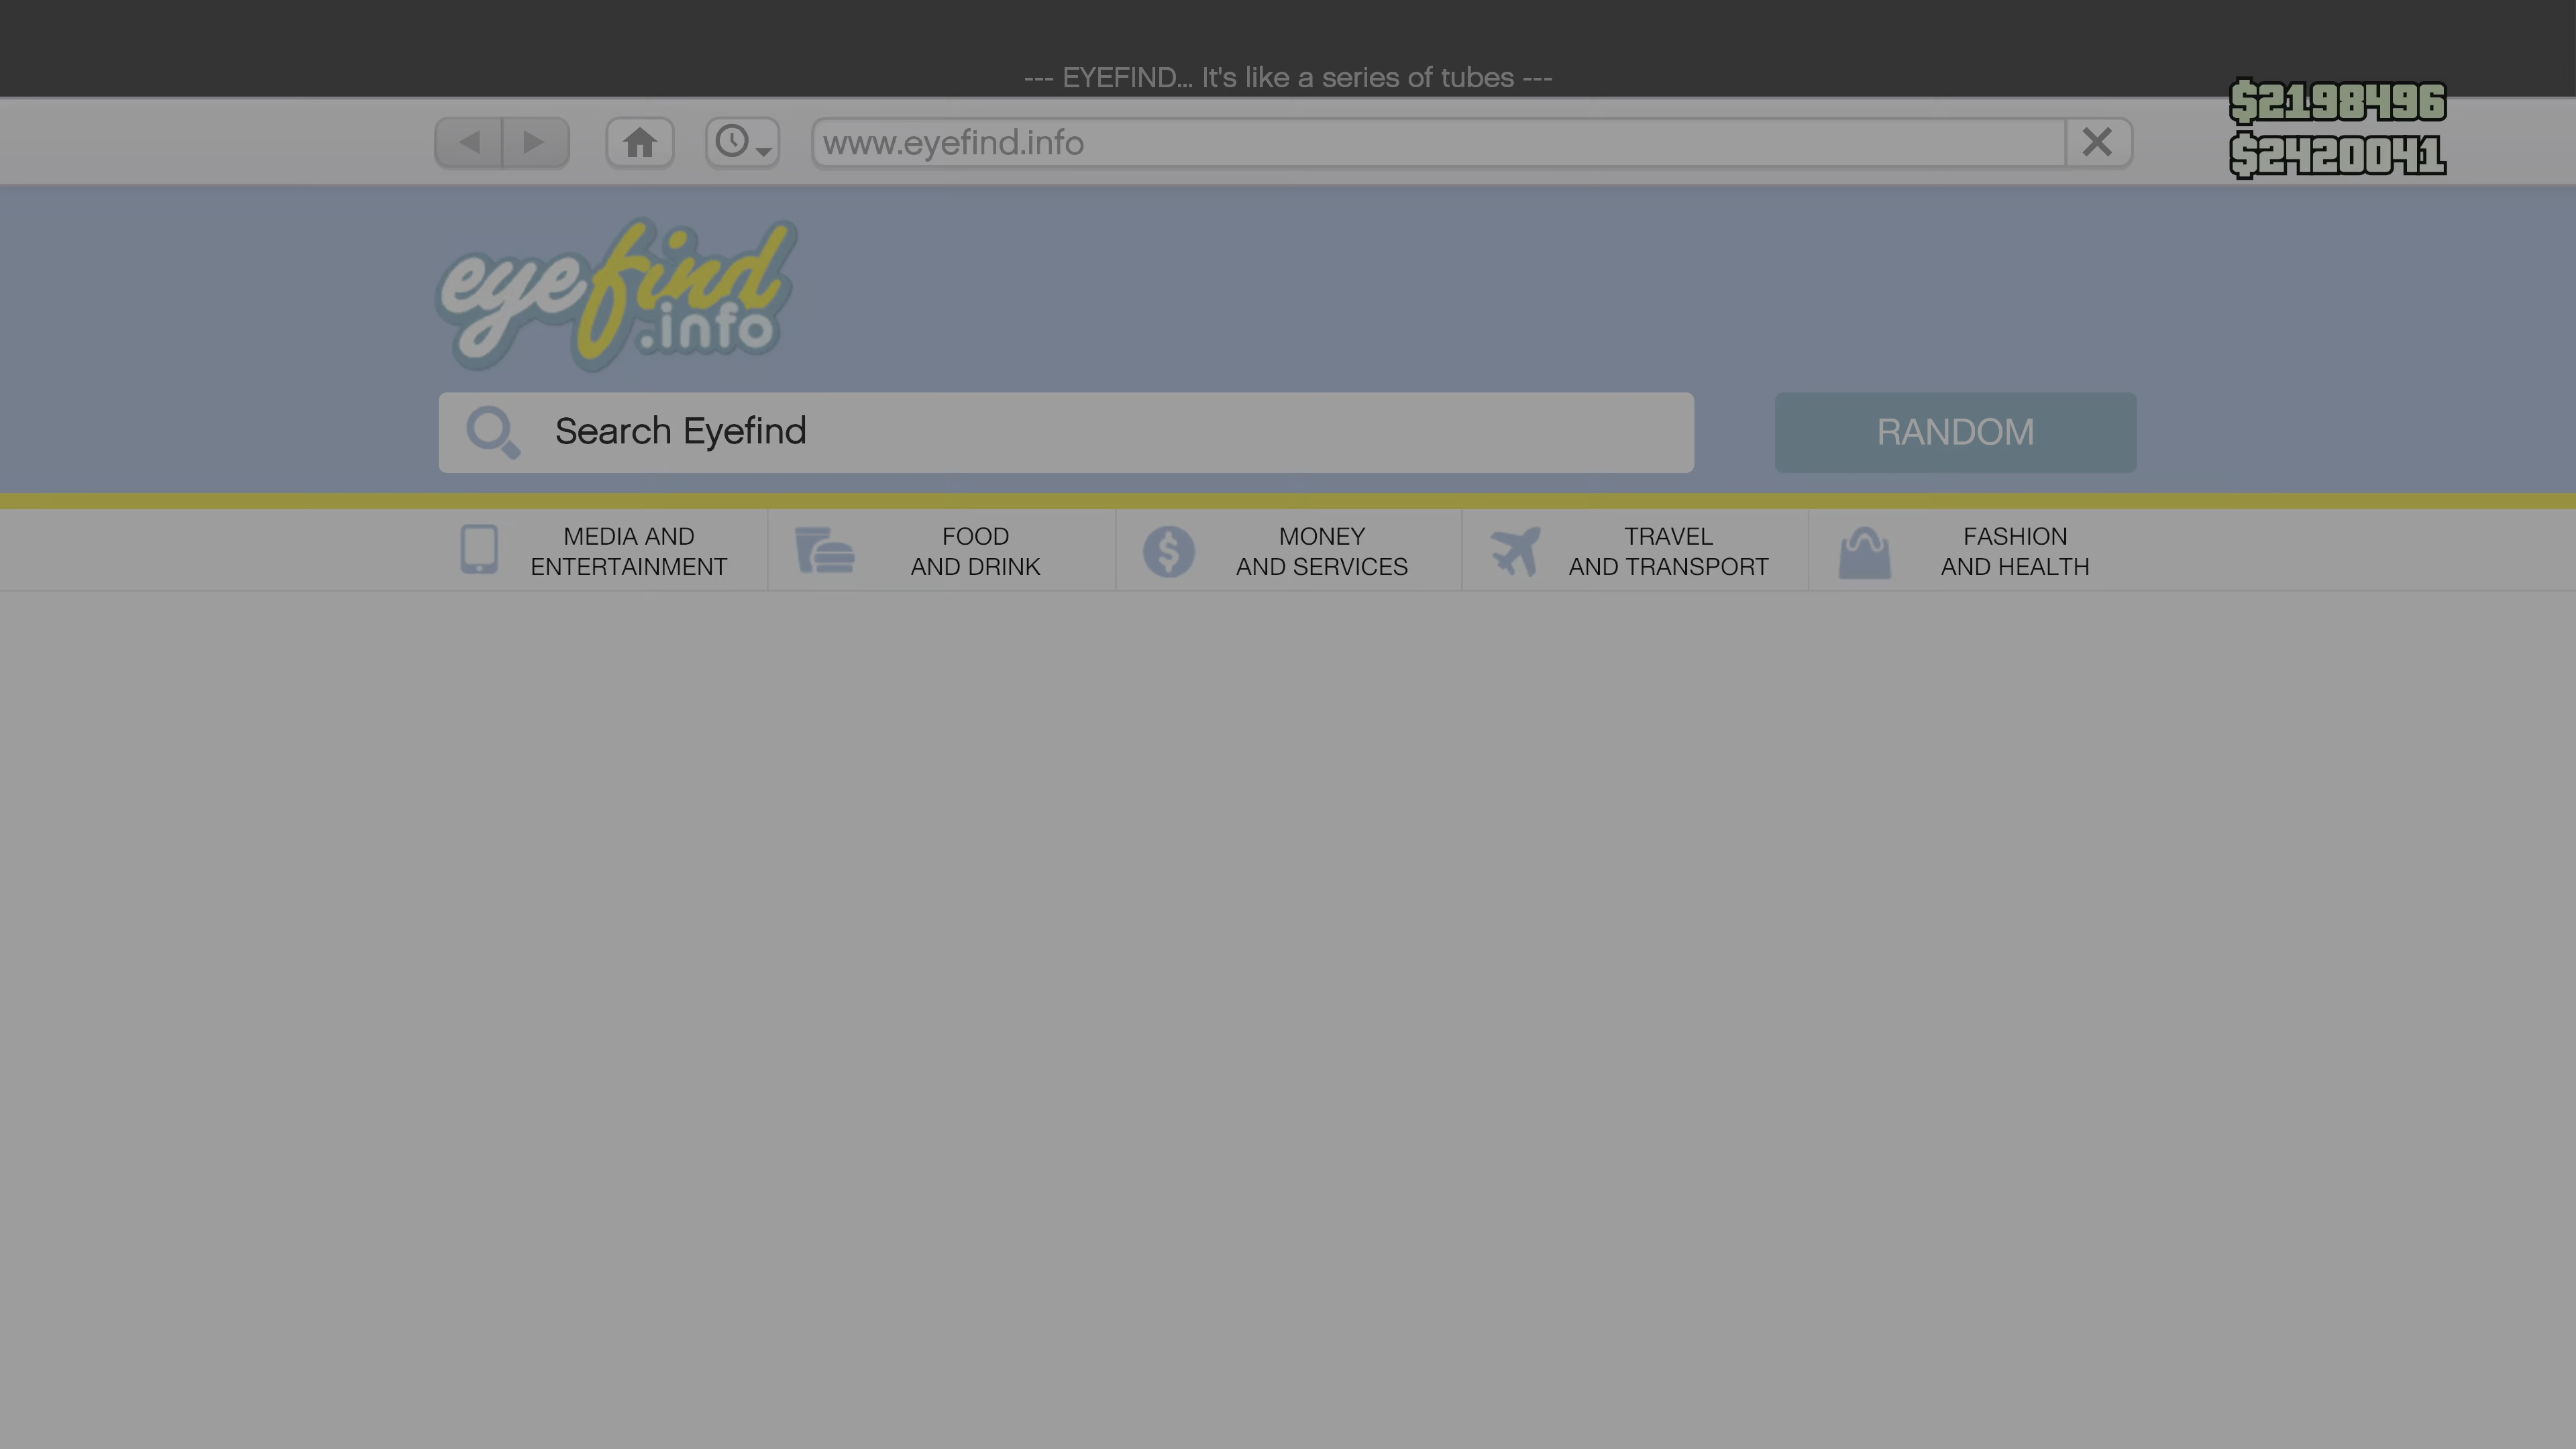 --- EYEFIND... It's like a series of tubes ---
$2198496
www.eyefind.info
$2420041
eyefind
.info
Search Eyefind
RANDOM
MEDIA AND
ENTERTAINMENT
FOOD
AND DRINK
MONEY
AND SERVICES
TRAVEL
AND TRANSPORT
FASHION
AND HEALTH